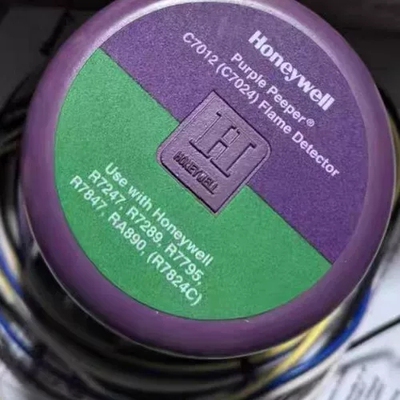 Honeywell
Purple Peeper®
C7012 (C7024) Flame Detector
H
HONEYWELL
Use with Honeywell
R7247, R7289, R7795,
R7847, RA890, (R7824C)